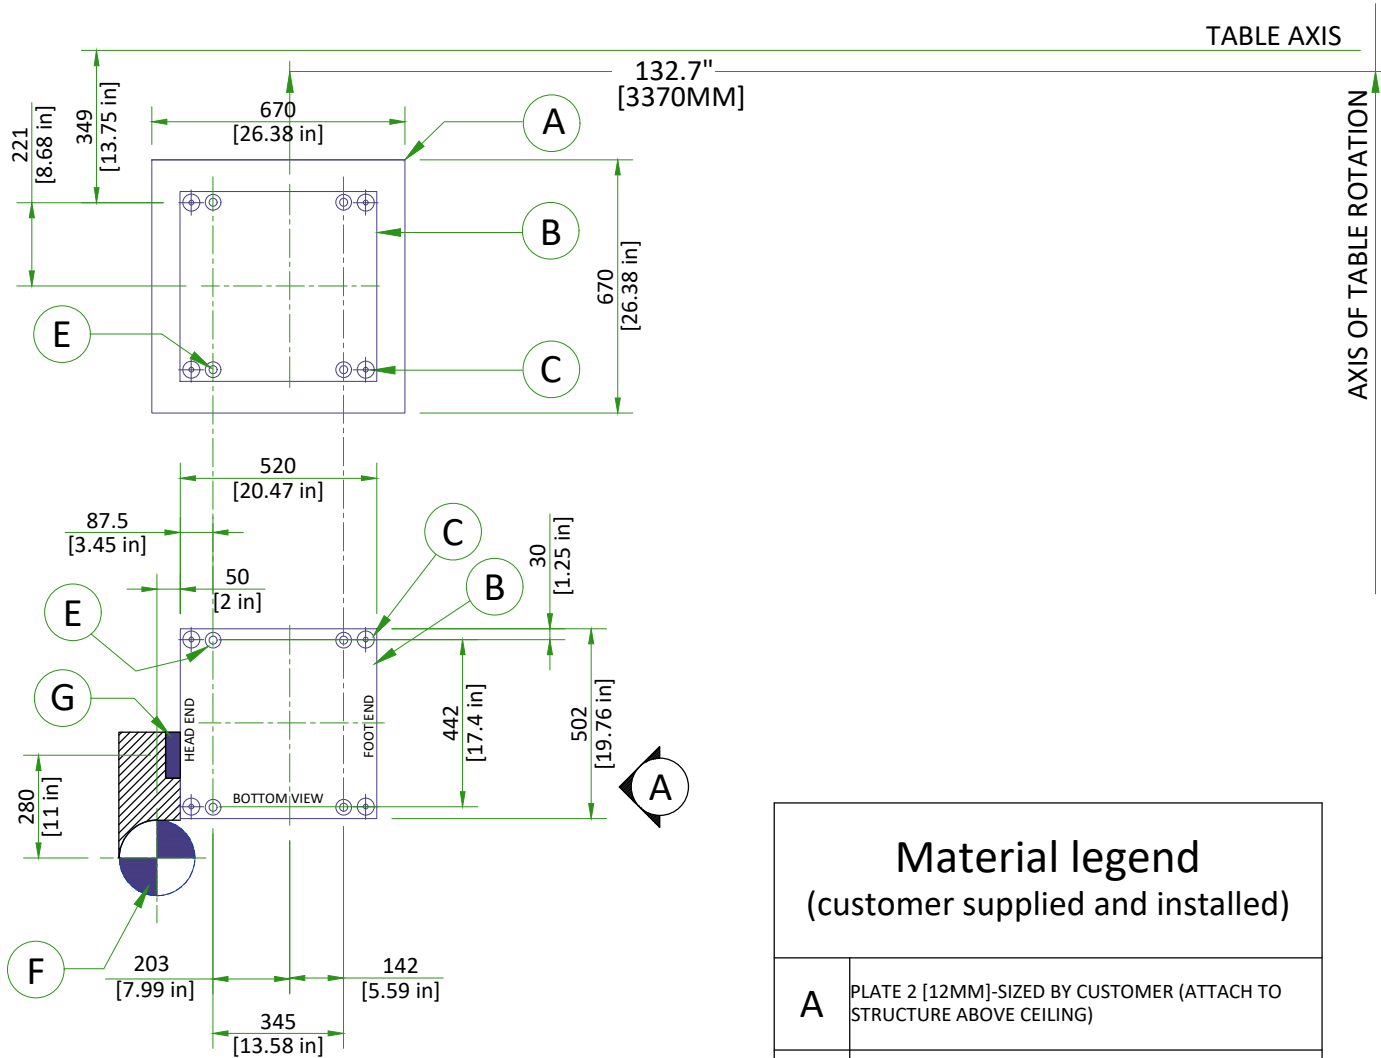 TABLE AXIS
132.7"
[3370MM]
AXIS OF TABLE ROTATION
670
[26.38 in]
349
[13.75 in]
221
[8.68 in]
A
B
670
[26.38 in]
E
C
520
[20.47 in]
87.5
[3.45 in]
C
30
[1.25 in]
50
[2 in]
B
E
G
HEAD END
FOOT END
442
[17.4 in]
502
[19.76 in]
A
BOTTOM VIEW
280
[11 in]
F
203
[7.99 in]
142
[5.59 in]
345
[13.58 in]
Material legend
(customer supplied and installed)
A
PLATE 2 [12MM]-SIZED BY CUSTOMER (ATTACH TO
STRUCTURE ABOVE CEILING)